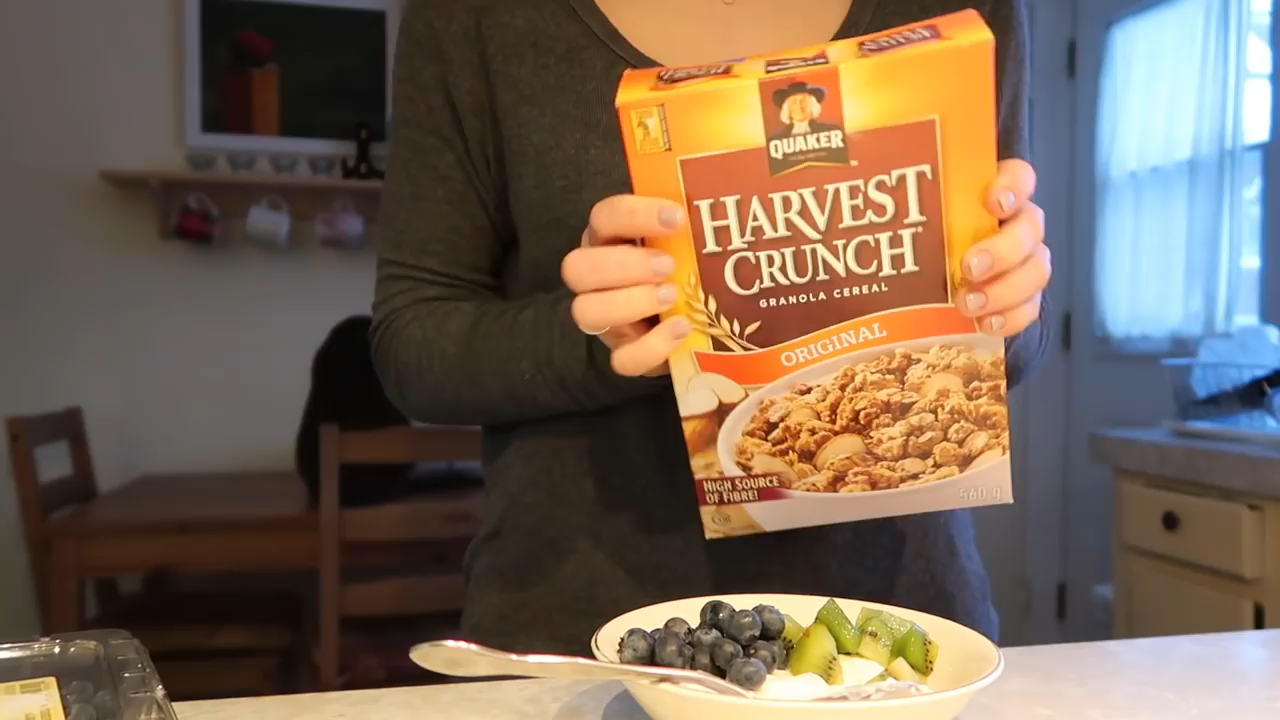 QUAKER
HARVEST
CRUNCH
GRANOLA CEREAL
ORIGINAL
HIGH SOURCE
OF FIBRE!
560 g